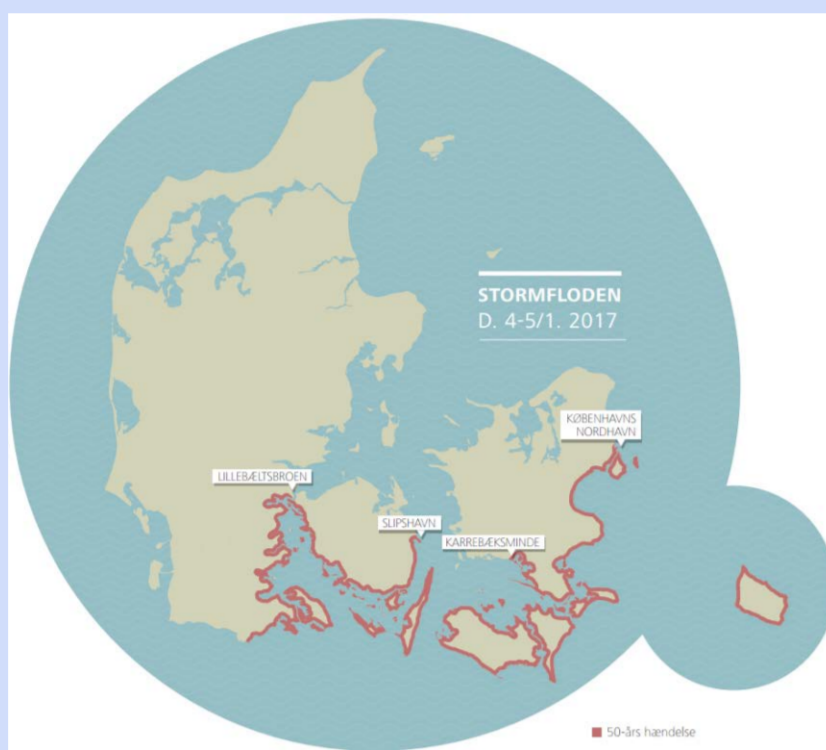 STORMFLODEN
D. 4-5/1. 2017
KØBENHAVNS
NORDHAVN
LILLEBÆLTSBROEN
SLIPSHAVN
KARREBÆKSMINDE
50-års hændelse